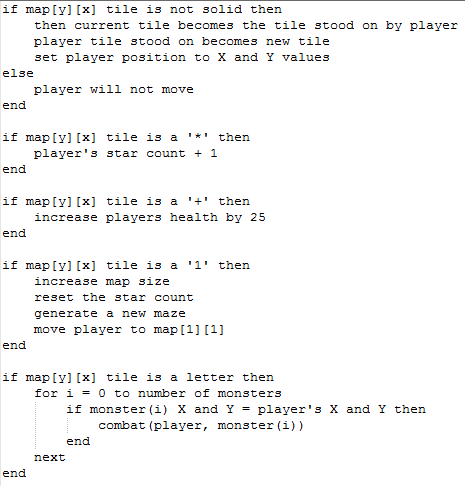 if map[y][x] tile is not solid then
    then current tile becomes the tile stood on by player
    player tile stood on becomes new tile
    set player position to X and Y values
else
    player will not move
end

if map[y][x] tile is a '*' then
    player's star count + 1
end

if map[y][x] tile is a '+' then
    increase players health by 25
end

if map[y][x] tile is a '1' then
    increase map size
    reset the star count
    generate a new maze
    move player to map[1][1]
end

if map[y][x] tile is a letter then
    for i = 0 to number of monsters
        if monster(i) X and Y = player's X and Y then
            combat(player, monster(i))
        end
    next
end